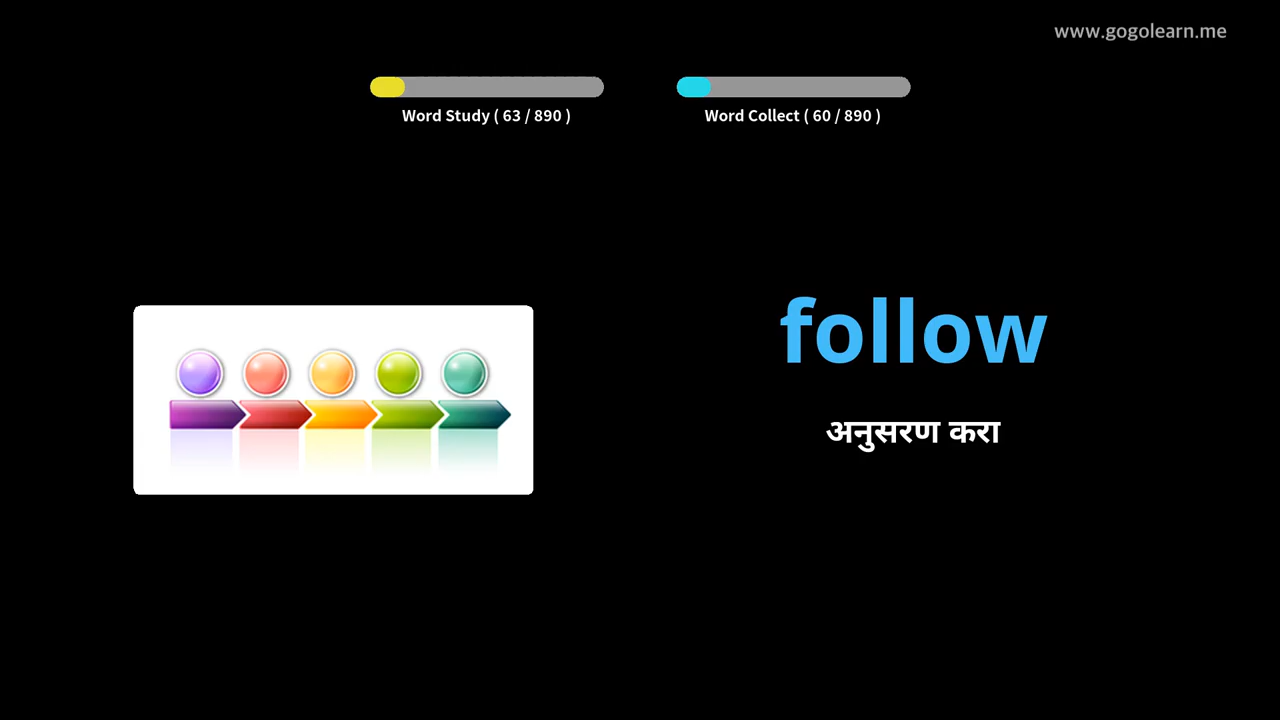 www.gogolearn.me
Word Study ( 63 / 890 )
Word Collect ( 60 / 890 )
follow
अनुसरण करा